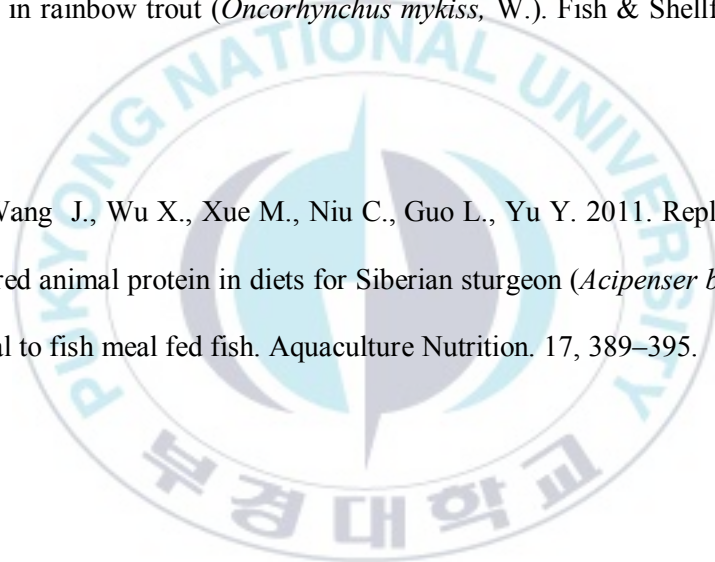 in rainbow trout (Oncorhynchus mykiss, W.). Fish & Shellf
PUKYONG NATIONAL UNIVERSITY
Wang J., Wu X., Xue M., Niu C., Guo L., Yu Y. 2011. Repl
red animal protein in diets for Siberian sturgeon (Acipenser b
al to fish meal fed fish. Aquaculture Nutrition. 17, 389–395.
부경대학교